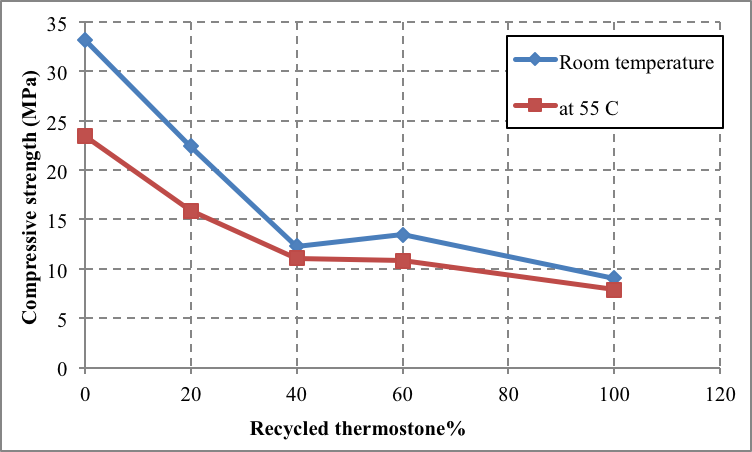 35
30
25
20
15
10
5
0
Compressive strength (MPa)
Room temperature
at 55 C
0 20 40 60 80 100 120
Recycled thermostone%